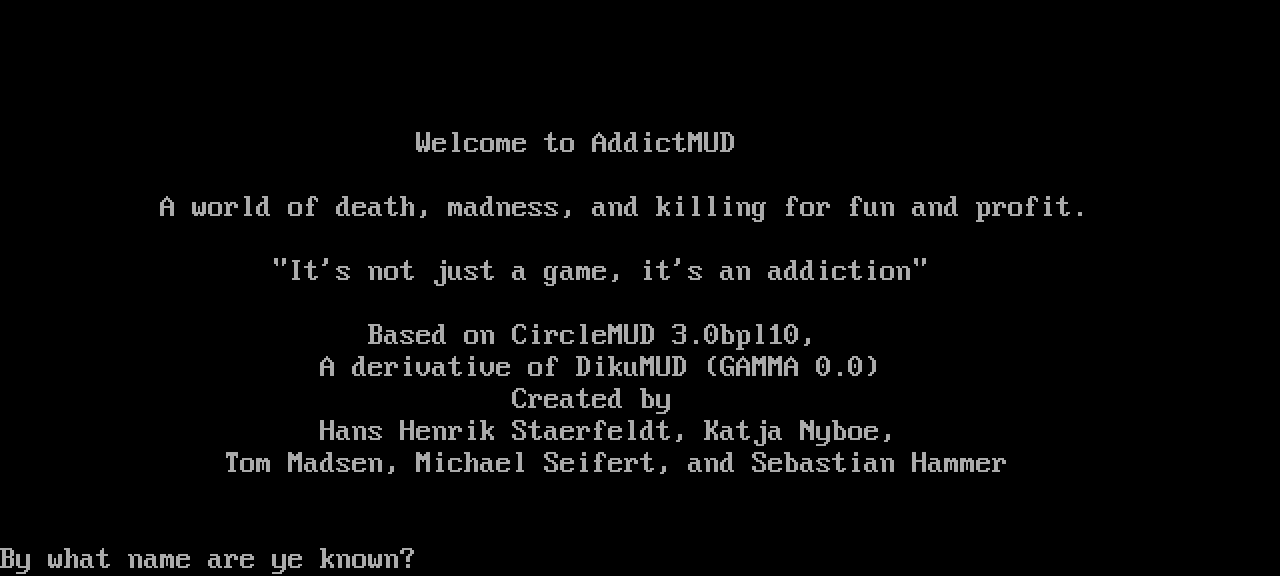 Welcome to AddictMUD
A world of death, madness, and killing for fun and profit.
"It's not just a game, it's an addiction"
Based on CircleMUD 3.0bpl10,
A derivative of DikuMUD (GAMMA 0.0)
Created by
Hans Henrik Staerfeldt, Katja Nyboe,
Tom Madsen, Michael Seifert, and Sebastian Hammer
By what name are ye known?